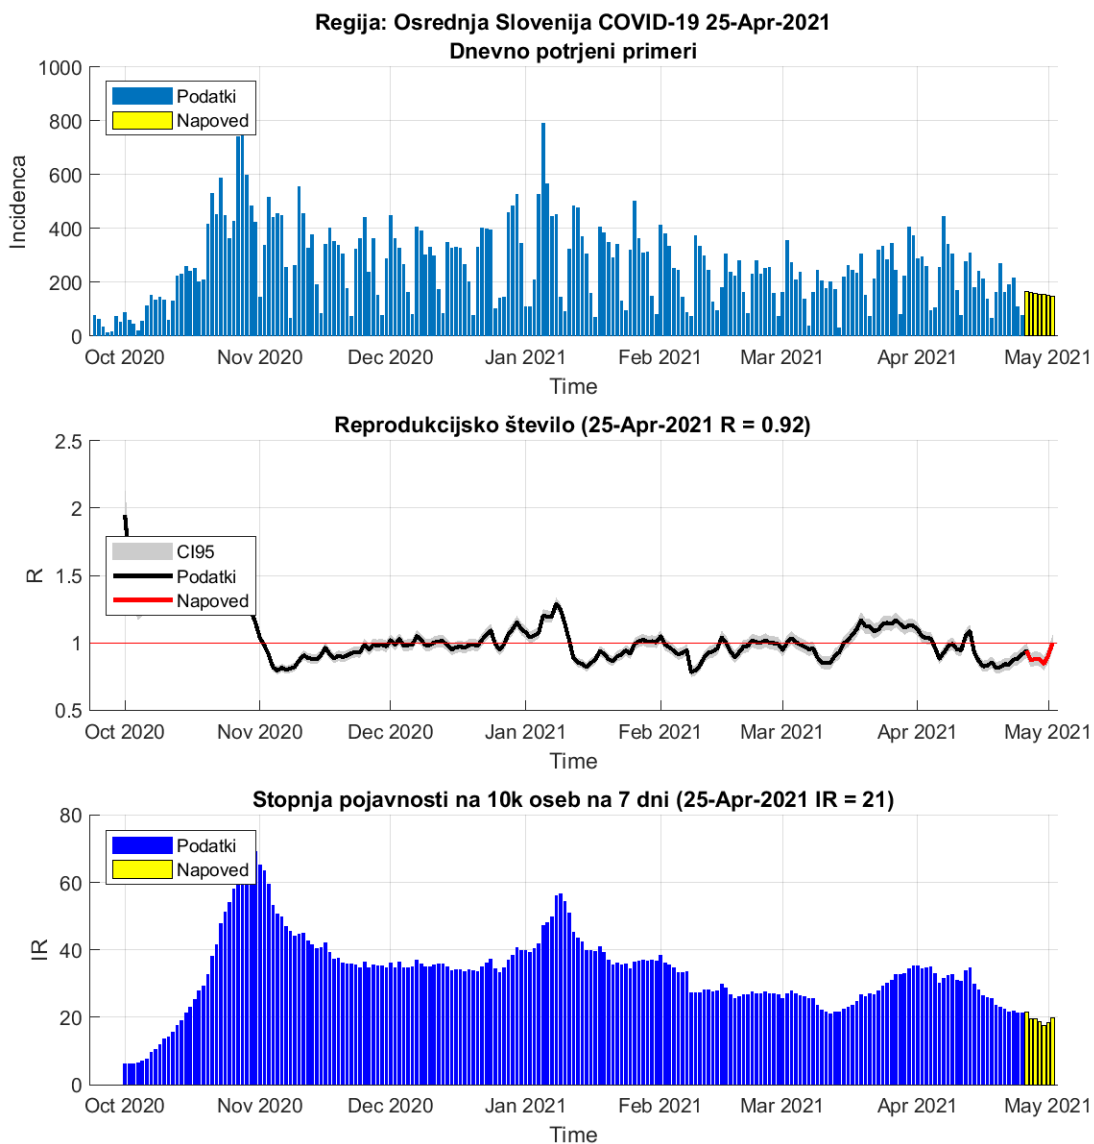 Regija: Osrednja Slovenija COVID-19 25-Apr-2021
Dnevno potrjeni primeri
1000
800
600
400
200
0
Incidenca
Podatki
Napoved
Oct 2020
Nov 2020
Dec 2020
Jan 2021
Feb 2021
Mar 2021
Apr 2021
May 2021
Time
Reprodukcijsko število (25-Apr-2021 R = 0.92)
2.5
2
1.5
1
0.5
R
CI95
Podatki
Napoved
Oct 2020
Nov 2020
Dec 2020
Jan 2021
Feb 2021
Mar 2021
Apr 2021
May 2021
Time
Stopnja pojavnosti na 10k oseb na 7 dni (25-Apr-2021 IR = 21)
80
60
40
20
0
IR
Podatki
Napoved
Oct 2020
Nov 2020
Dec 2020
Jan 2021
Feb 2021
Mar 2021
Apr 2021
May 2021
Time